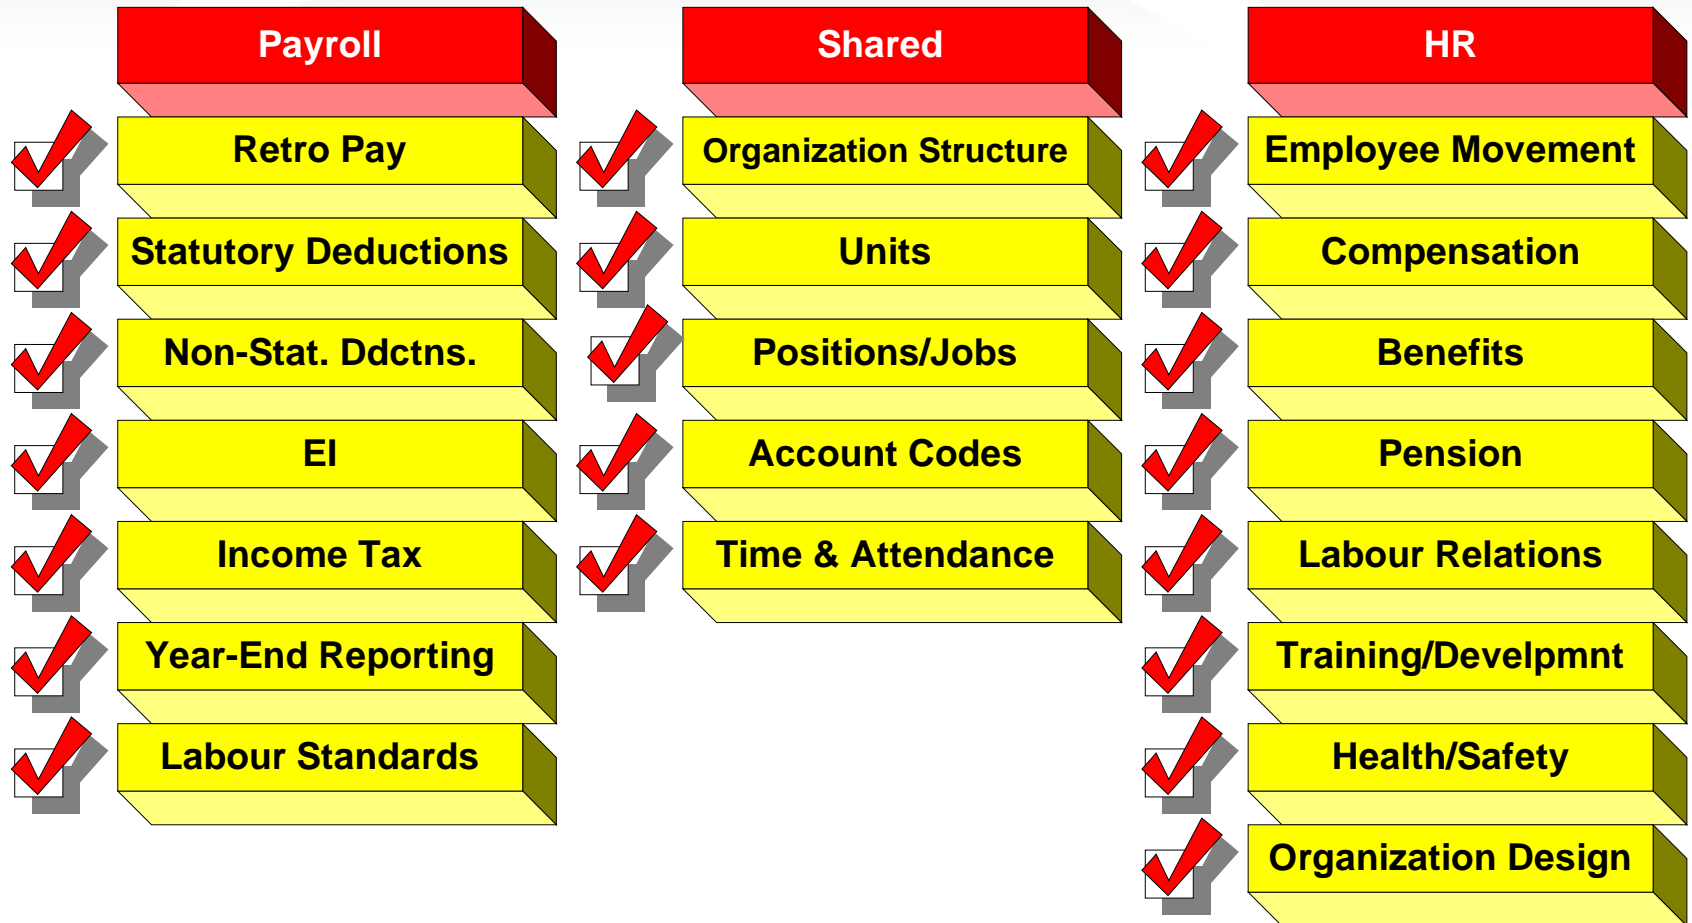 Payroll
Retro Pay
Statutory Deductions
Non-Stat. Ddctns.
EI
Income Tax
Year-End Reporting
Labour Standards
Shared
Organization Structure
Units
Positions/Jobs
Account Codes
Time & Attendance
HR
Employee Movement
Compensation
Benefits
Pension
Labour Relations
Training/Develpmnt
Health/Safety
Organization Design